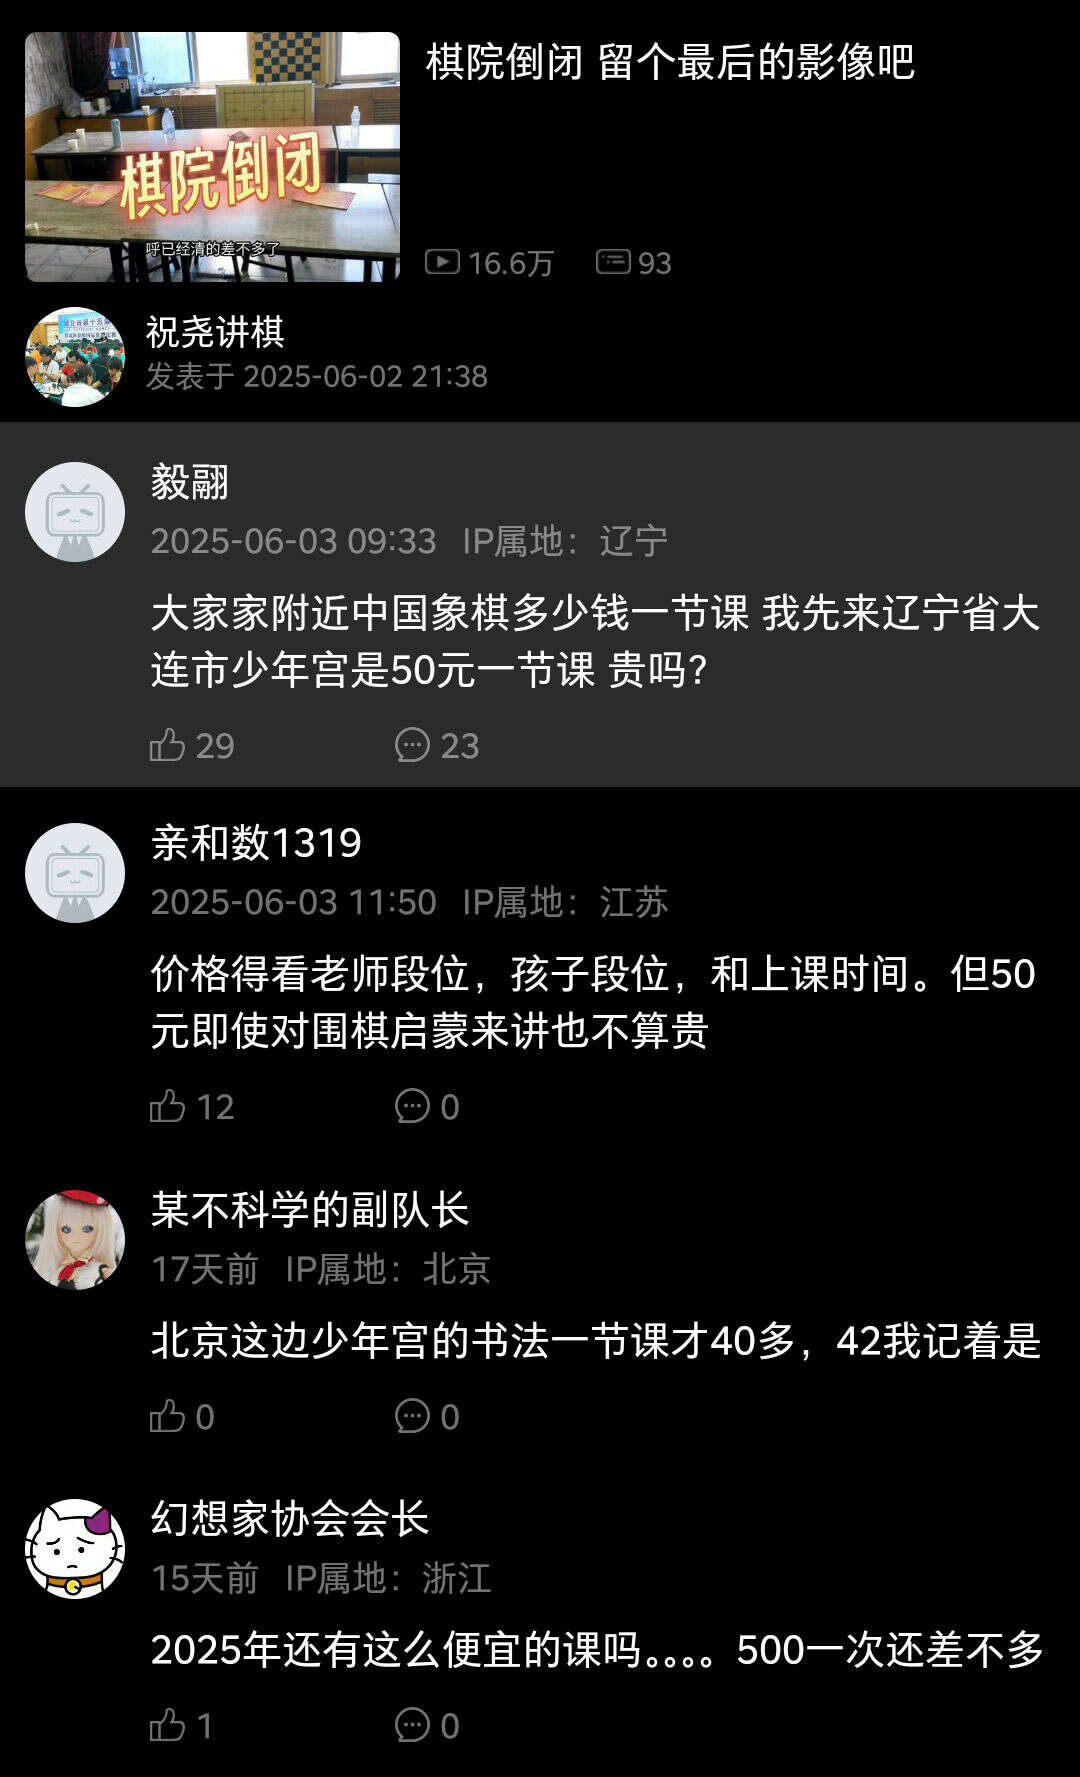 棋院倒闭 留个最后的影像吧
棋院倒闭
呼已经清的差不多了
16.6万 93
祝尧讲棋
发表于 2025-06-02 21:38
毅翮
2025-06-03 09:33 IP属地：辽宁
大家家附近中国象棋多少钱一节课 我先来辽宁省大
连市少年宫是50元一节课 贵吗？
29 23
亲和数1319
2025-06-03 11:50 IP属地：江苏
价格得看老师段位，孩子段位，和上课时间。但50
元即使对围棋启蒙来讲也不算贵
12 0
某不科学的副队长
17天前 IP属地：北京
北京这边少年宫的书法一节课才40多，42我记着是
0 0
幻想家协会会长
15天前 IP属地：浙江
2025年还有这么便宜的课吗。。。。500一次还差不多
1 0